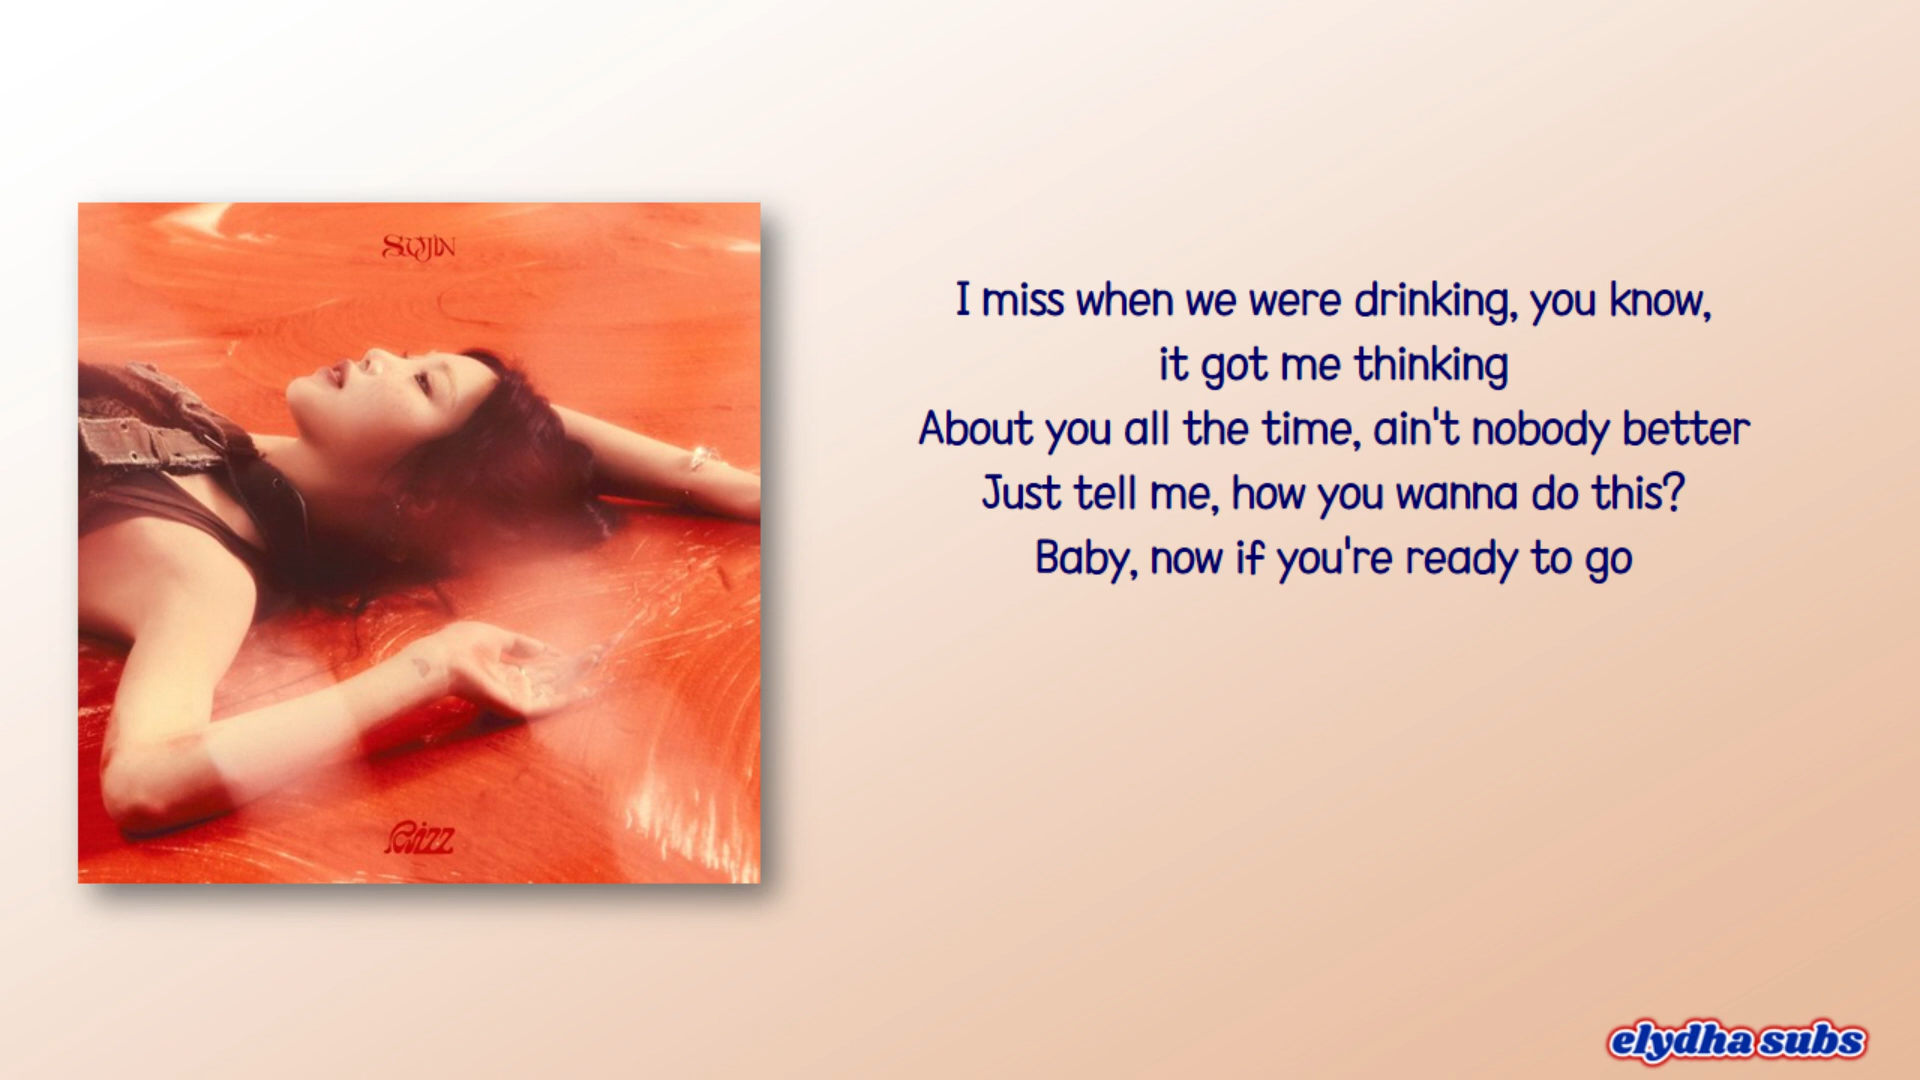 SUJIN
Rizz
I miss when we were drinking, you know,
it got me thinking
About you all the time, ain't nobody better
Just tell me, how you wanna do this?
Baby, now if you're ready to go
elydha subs